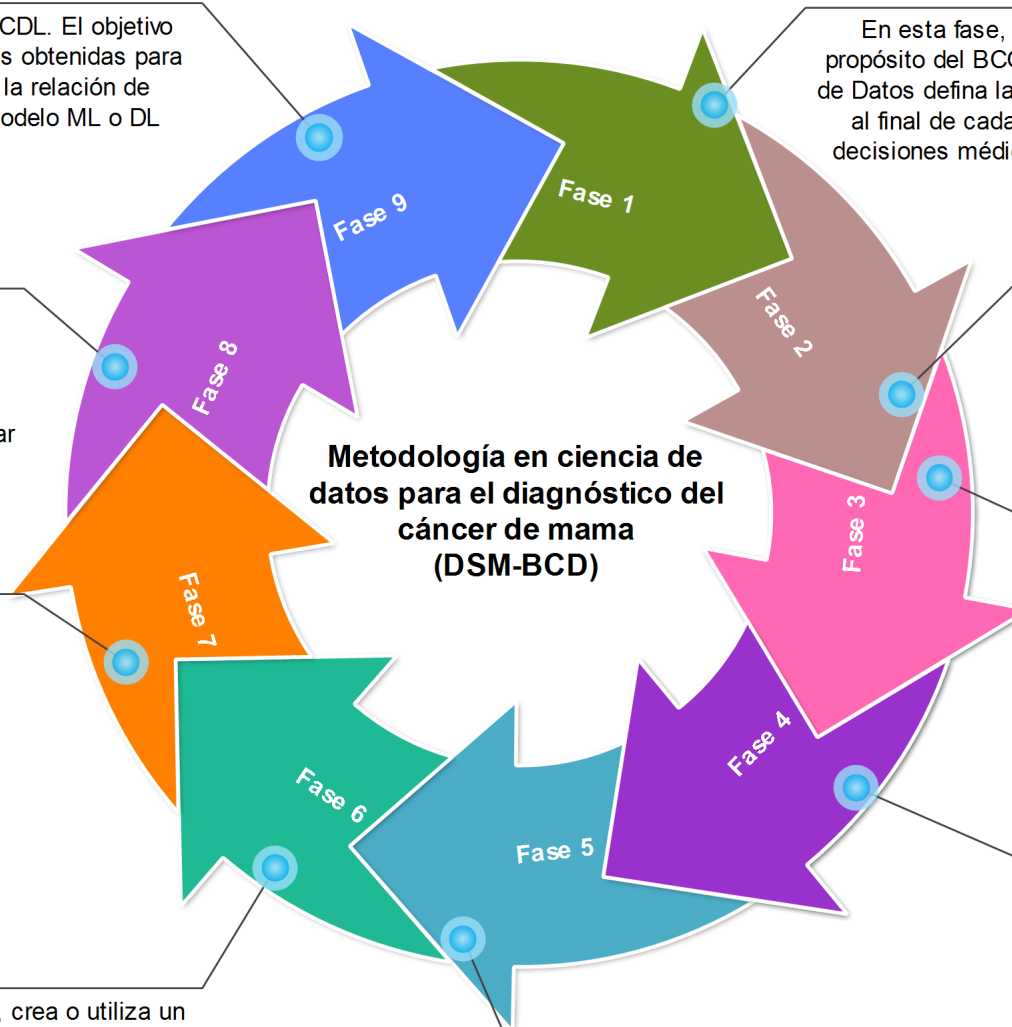 CDL. El objetivo
s obtenidas para
la relación de
odelo ML o DL
En esta fase,
propósito del BCC
de Datos defina la
al final de cada
decisiones médic
Fase 9
Fase 1
Fase 2
Fase 8
ar
Metodología en ciencia de
datos para el diagnóstico del
cáncer de mama
(DSM-BCD)
Fase 3
Fase 7
Fase 4
Fase 6
Fase 5
, crea o utiliza un